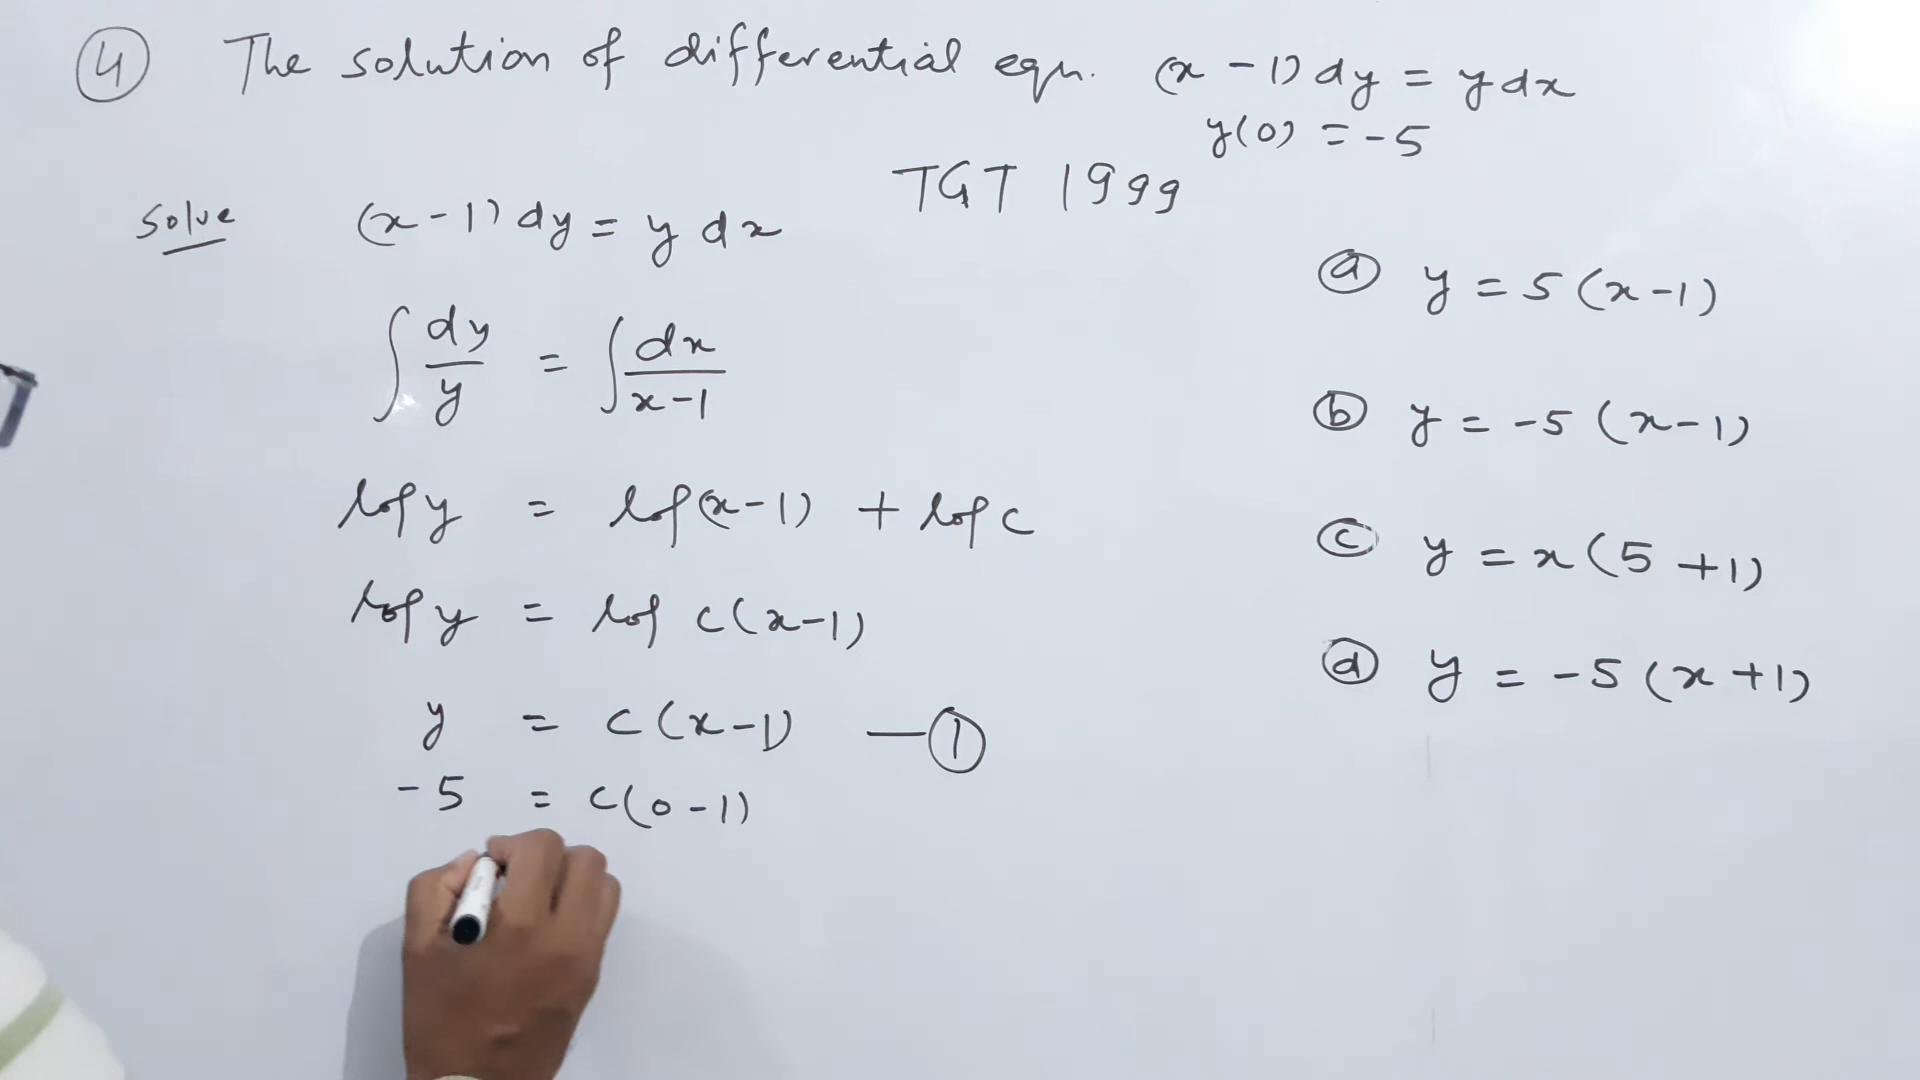 ④ The solution of differential eqn. (x - 1) dy = y dx
y(0) = -5
TGT 1999
Solve (x - 1) dy = y dx
∫ dy/y = ∫ dx/x-1
log y = log(x-1) + log c
log y = log c(x-1)
y = c(x-1) — ①
-5 = c(0-1)
ⓐ y = 5(x-1)
ⓑ y = -5(x-1)
ⓒ y = x(5+1)
ⓓ y = -5(x+1)